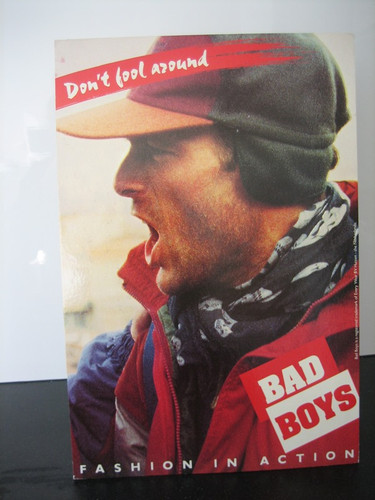 Don't fool around
BAD
BOYS
FASHION IN ACTION